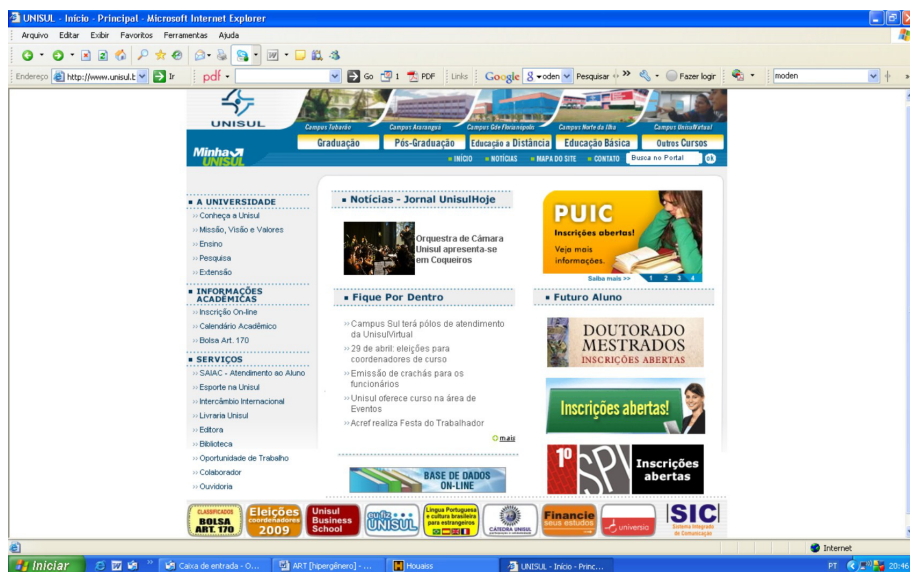 UNISUL - Início - Principal - Microsoft Internet Explorer
Arquivo Editar Exibir Favoritos Ferramentas Ajuda
Endereço http://www.unisul.t Ir pdf Go 1 PDF Links Google oden Pesquisar Fazer logir moden
UNISUL
Campus Tubarão Campus Araranguá Campus Gde Florianópolis Campus Norte da Ilha Campus UnisulVirtual
Graduação Pós-Graduação Educação a Distância Educação Básica Outros Cursos
Minha UNISUL
INÍCIO NOTÍCIAS MAPA DO SITE CONTATO Busca no Portal ok
A UNIVERSIDADE
Conheça a Unisul
Missão, Visão e Valores
Ensino
Pesquisa
Extensão
INFORMAÇÕES
ACADÊMICAS
Inscrição On-line
Calendário Acadêmico
Bolsa Art. 170
SERVIÇOS
SAIAC - Atendimento ao Aluno
Esporte na Unisul
Intercâmbio Internacional
Livraria Unisul
Editora
Biblioteca
Oportunidade de Trabalho
Colaborador
Ouvidoria
Notícias - Jornal UnisulHoje
Orquestra de Câmara
Unisul apresenta-se
em Coqueiros
Fique Por Dentro
Campus Sul terá pólos de atendimento
da UnisulVirtual
29 de abril: eleições para
coordenadores de curso
Emissão de crachás para os
funcionários
Unisul oferece curso na área de
Eventos
Acref realiza Festa do Trabalhador
mais
BASE DE DADOS
ON-LINE
PUIC
Inscrições abertas!
Veja mais
informações.
Saiba mais >> 1 2 3 4
Futuro Aluno
DOUTORADO
MESTRADOS
INSCRIÇÕES ABERTAS
Inscrições abertas!
1º SPI Inscrições
abertas
CLASSIFICADOS
BOLSA
ART. 170
Eleições
coordenadores
2009
Unisul
Business
School
UNISUL
Língua Portuguesa
e cultura brasileira
para estrangeiros
CÁTEDRA UNISUL
Financie
seus estudos
universia
SIC
Sistema Integrado
de Comunicação
Internet
Iniciar Caixa de entrada - O... ART [hipergênero] - ... Houaiss UNISUL - Início - Princ... PT 20:46